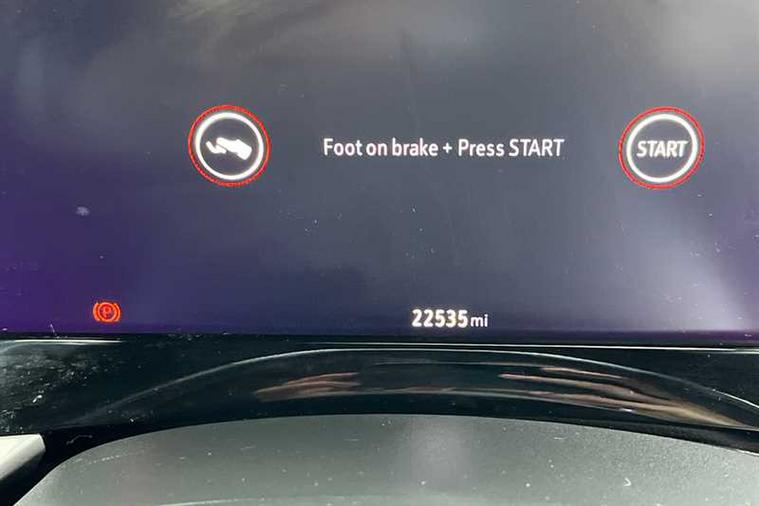 Foot on brake + Press START
START
P
22535 mi